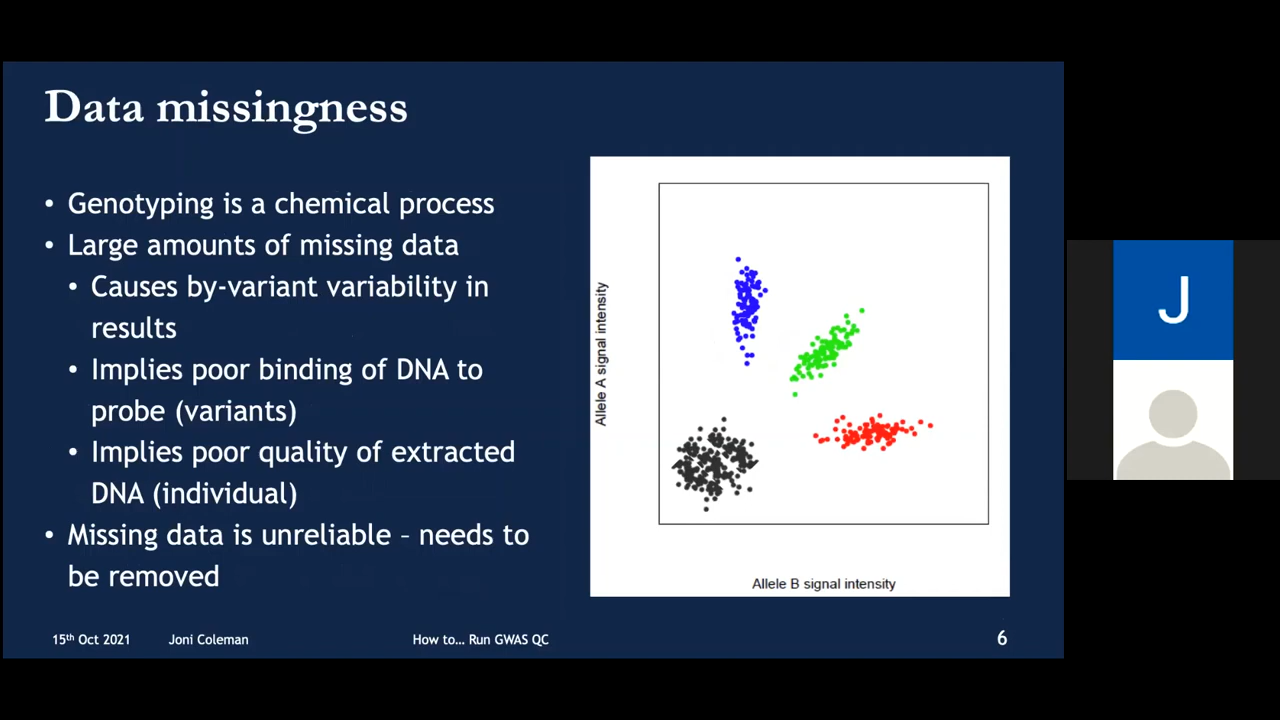 Data missingness
• Genotyping is a chemical process
• Large amounts of missing data
• Causes by-variant variability in
results
• Implies poor binding of DNA to
probe (variants)
• Implies poor quality of extracted
DNA (individual)
• Missing data is unreliable – needs to
be removed
Allele A signal intensity
Allele B signal intensity
15th Oct 2021 Joni Coleman How to... Run GWAS QC 6
J